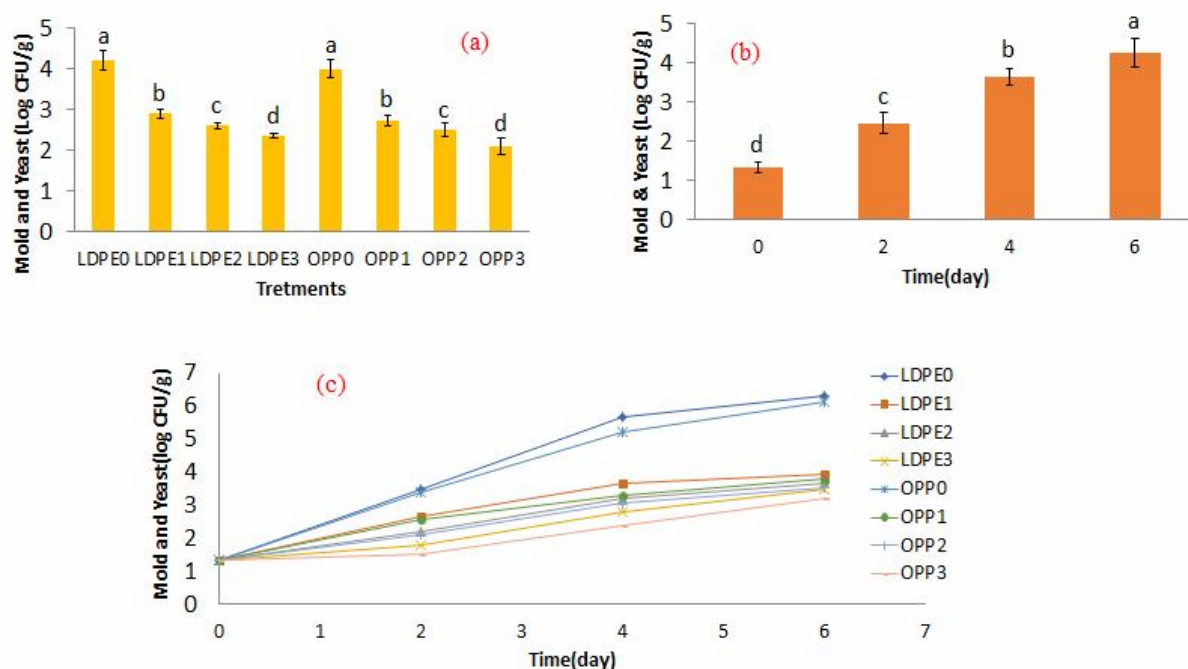 Mold and Yeast (Log CFU/g)
5
4
3
2
1
0
a
b
c
d
a
b
c
d
(a)
LDPE0 LDPE1 LDPE2 LDPE3 OPP0 OPP1 OPP2 OPP3
Tretments
Mold & Yeast (Log CFU/g)
5
4
3
2
1
0
(b)
d
c
b
a
0 2 4 6
Time(day)
Mold and Yeast(log CFU/g)
7
6
5
4
3
2
1
0
(c)
0 1 2 3 4 5 6 7
Time(day)
LDPE0
LDPE1
LDPE2
LDPE3
OPP0
OPP1
OPP2
OPP3